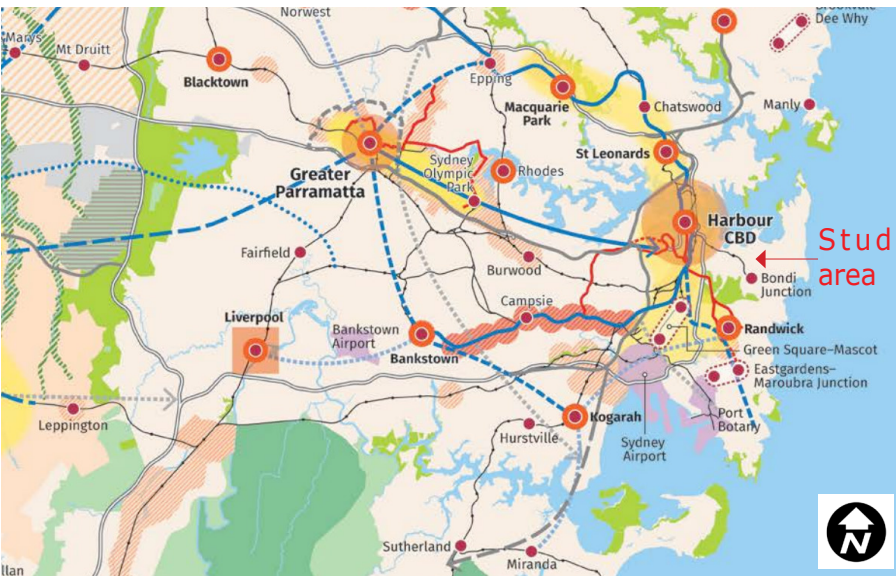 Norwest
Dee Why
Marys
Mt Druitt
Blacktown
Epping
Macquarie
Park
Chatswood
Manly
St Leonards
Greater
Parramatta
Sydney
Olympic
Park
Rhodes
Harbour
CBD
Stud
area
Fairfield
Burwood
Bondi
Junction
Liverpool
Campsie
Bankstown
Airport
Bankstown
Randwick
Green Square–Mascot
Eastgardens–
Maroubra Junction
Leppington
Kogarah
Hurstville
Sydney
Airport
Port
Botany
Sutherland
Miranda
llan
N